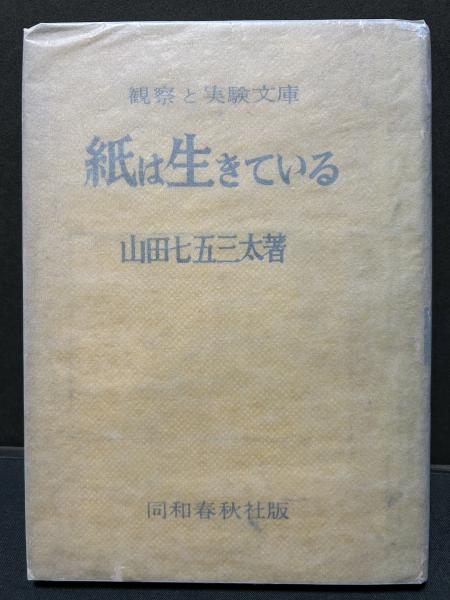 観察と実験文庫
紙は生きている
山田七五三太著
同和春秋社版